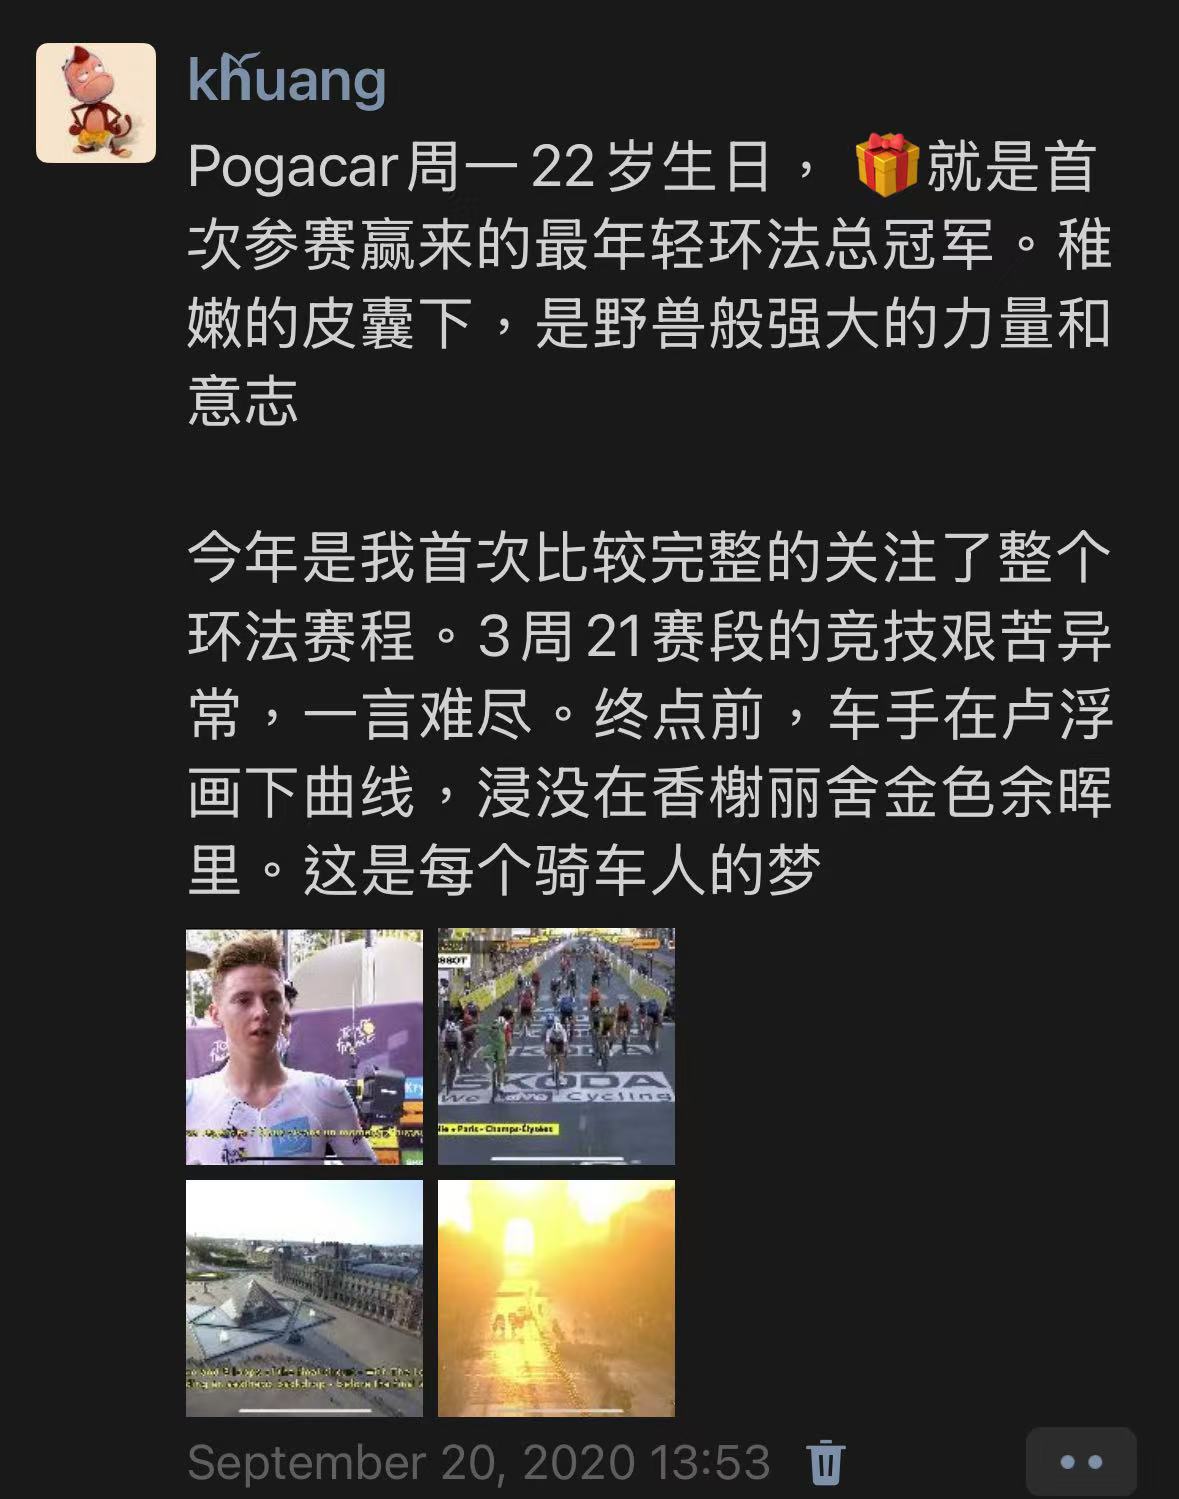 khuang
Pogacar周一22岁生日， 🎁就是首
次参赛赢来的最年轻环法总冠军。稚
嫩的皮囊下，是野兽般强大的力量和
意志
今年是我首次比较完整的关注了整个
环法赛程。3周21赛段的竞技艰苦异
常，一言难尽。终点前，车手在卢浮
画下曲线，浸没在香榭丽舍金色余晖
里。这是每个骑车人的梦
ŠKODA
We Love Cycling
Paris - Champs-Élysées
September 20, 2020 13:53